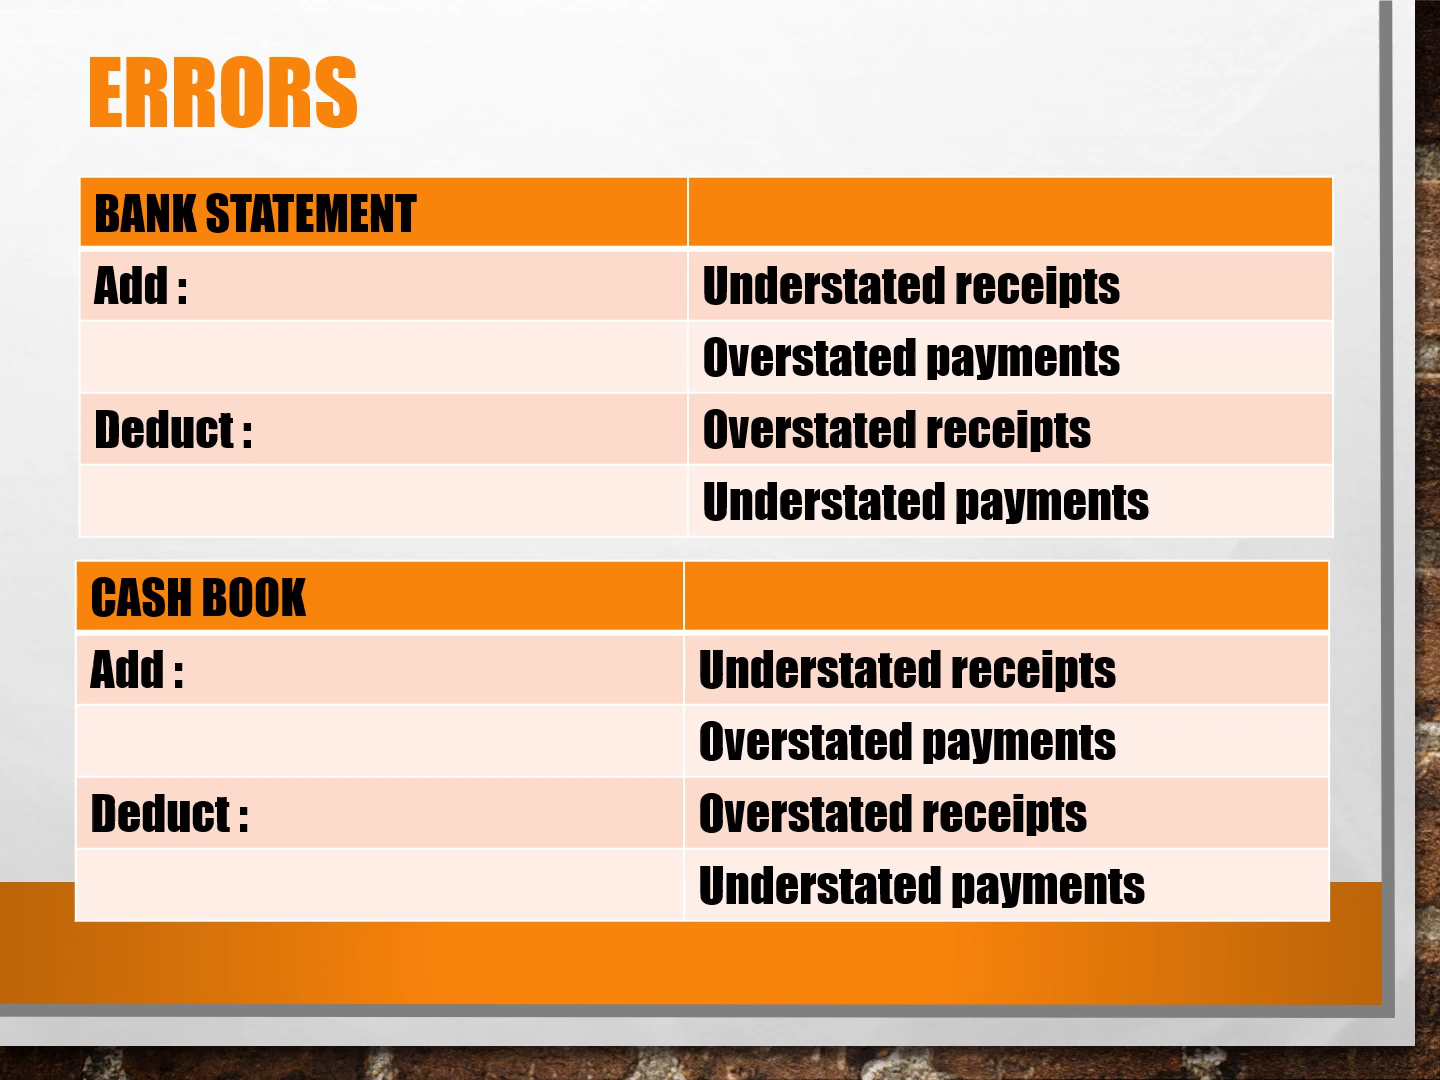 ERRORS
BANK STATEMENT
Add : Understated receipts
Overstated payments
Deduct : Overstated receipts
Understated payments
CASH BOOK
Add : Understated receipts
Overstated payments
Deduct : Overstated receipts
Understated payments